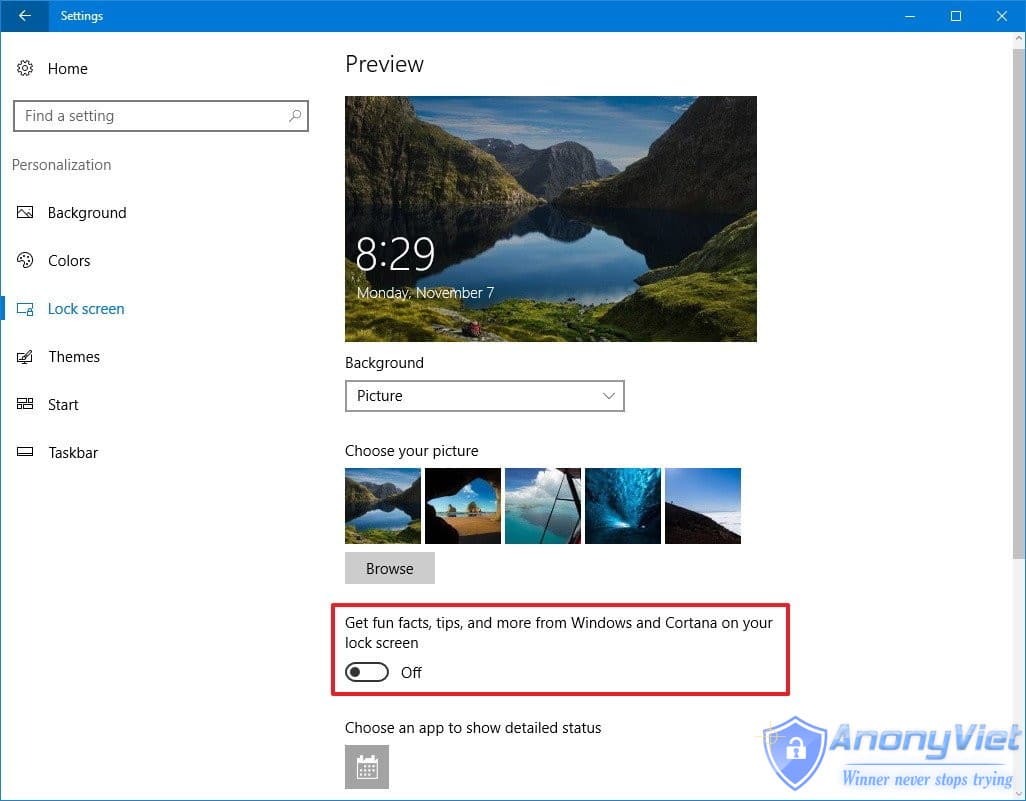 Settings
Home
Find a setting
Personalization
Background
Colors
Lock screen
Themes
Start
Taskbar
Preview
8:29
Monday, November 7
Background
Picture
Choose your picture
Browse
Get fun facts, tips, and more from Windows and Cortana on your
lock screen
Off
Choose an app to show detailed status
AnonyViet
Winner never stops trying